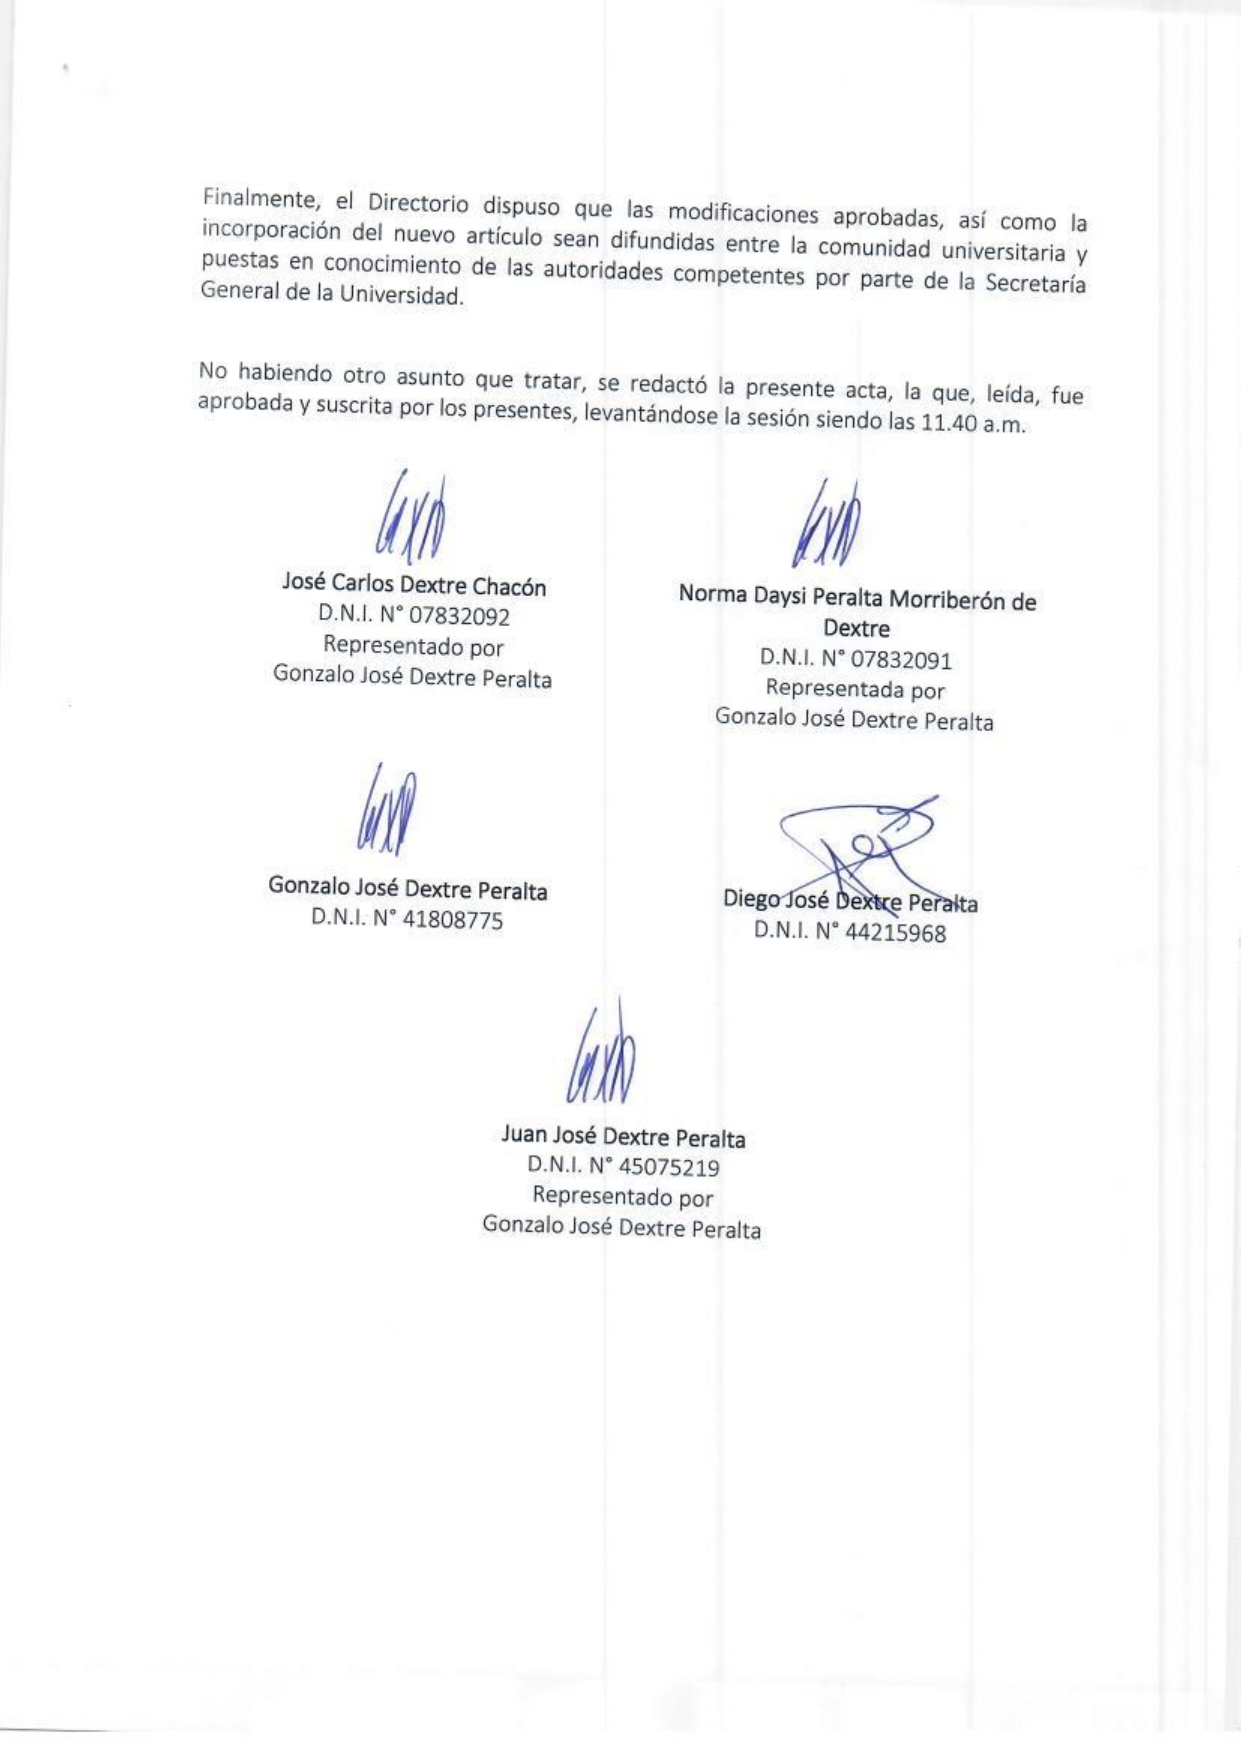 Finalmente, el Directorio dispuso que las modificaciones aprobadas, así como la
incorporación del nuevo artículo sean difundidas entre la comunidad universitaria y
puestas en conocimiento de las autoridades competentes por parte de la Secretaría
General de la Universidad.
No habiendo otro asunto que tratar, se redactó la presente acta, la que, leída, fue
aprobada y suscrita por los presentes, levantándose la sesión siendo las 11.40 a.m.
José Carlos Dextre Chacón
D.N.I. N° 07832092
Representado por
Gonzalo José Dextre Peralta
Norma Daysi Peralta Morriberón de
Dextre
D.N.I. N° 07832091
Representada por
Gonzalo José Dextre Peralta
Gonzalo José Dextre Peralta
D.N.I. N° 41808775
Diego José Dextre Peralta
D.N.I. N° 44215968
Juan José Dextre Peralta
D.N.I. N° 45075219
Representado por
Gonzalo José Dextre Peralta